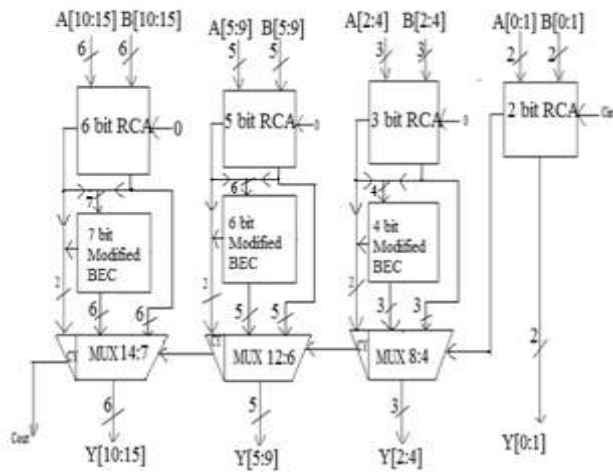 A[10:15] B[10:15]
A[5:9] B[5:9]
A[2:4] B[2:4]
A[0:1] B[0:1]
6
6
5
5
3
3
2
2
6 bit RCA
0
5 bit RCA
0
3 bit RCA
0
2 bit RCA
Cin
7
6
4
7 bit
Modified
BEC
6 bit
Modified
BEC
4 bit
Modified
BEC
2
6
6
2
5
5
2
3
3
2
MUX 14:7
MUX 12:6
MUX 8:4
Cout
6
5
3
Y[10:15]
Y[5:9]
Y[2:4]
Y[0:1]